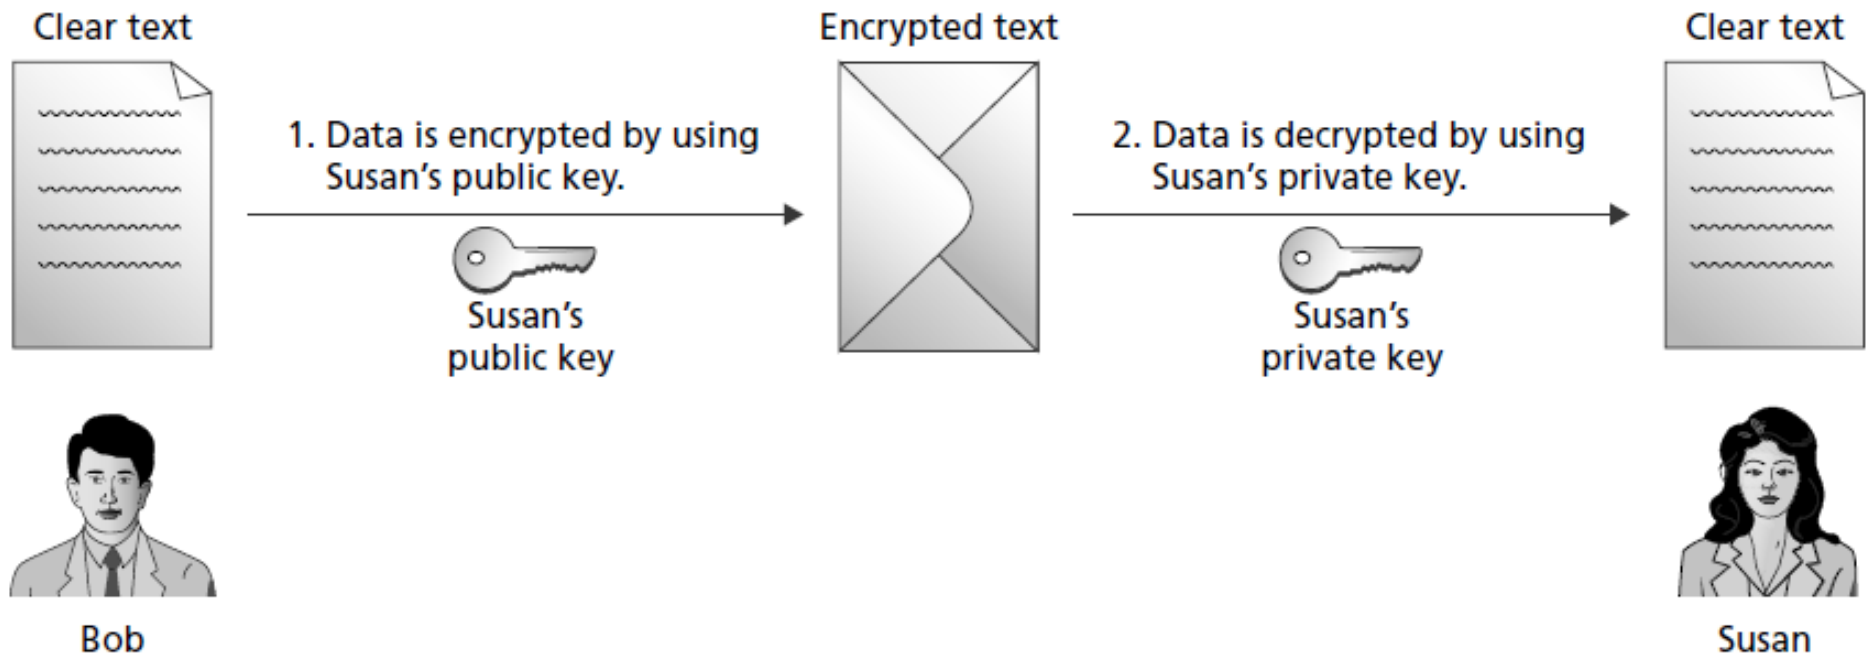 Clear text
Encrypted text
Clear text
1. Data is encrypted by using
Susan's public key.
2. Data is decrypted by using
Susan's private key.
Susan's
public key
Susan's
private key
Bob
Susan